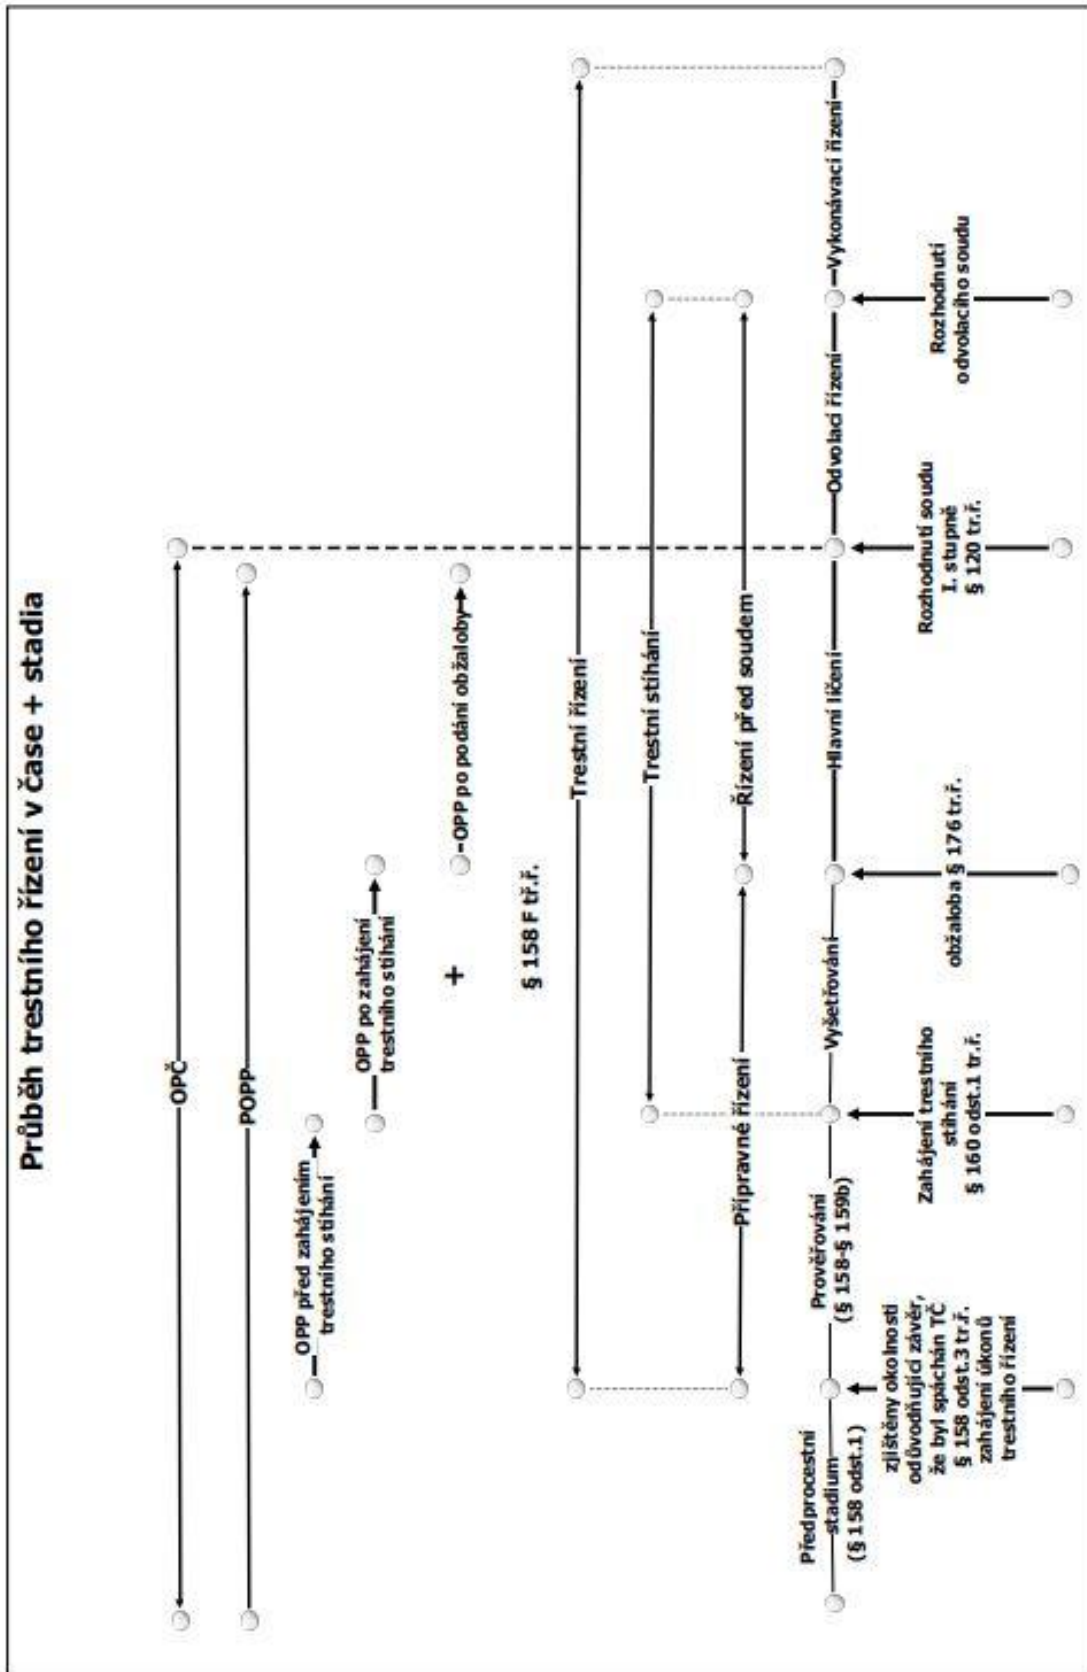 Průběh trestního řízení v čase + stadia
OPČ
POPP
OPP před zahájením
trestního stíhání
OPP po zahájení
trestního stíhání
+
OPP po podání obžaloby
§ 158 F tř.ř.
Trestní řízení
Trestní stíhání
Přípravné řízení
Řízení před soudem
Předprocestní
stadium
(§ 158 odst.1)
Prověřování
(§ 158-§ 159b)
Vyšetřování
Hlavní líčení
Odvolací řízení
Vykonávací řízení
zjištěny okolnosti
odůvodňující závěr,
že byl spáchán TČ
§ 158 odst.3 tr.ř.
zahájení úkonů
trestního řízení
Zahájení trestního
stíhání
§ 160 odst.1 tr.ř.
obžaloba § 176 tr.ř.
Rozhodnutí soudu
I. stupně
§ 120 tr.ř.
Rozhodnutí
odvolacího soudu